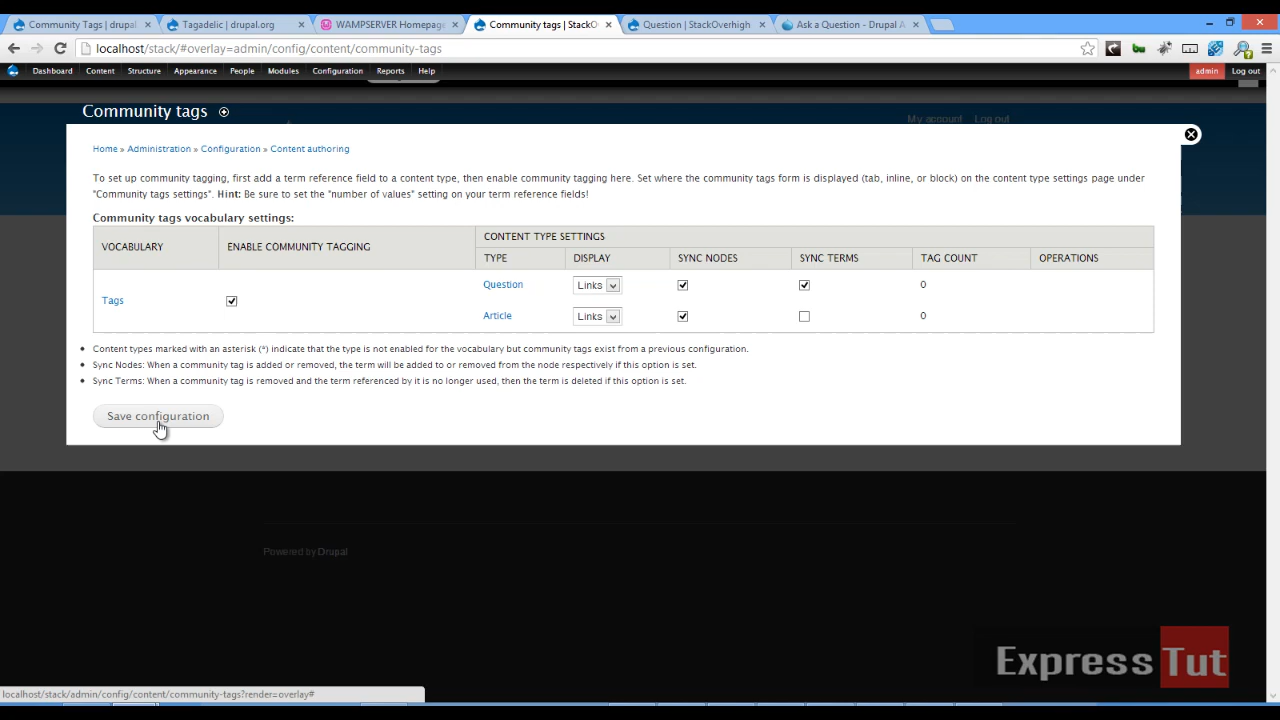 Community Tags | drupal
Tagadelic | drupal.org
WAMPSERVER Homepage
Community tags | StackO
Question | StackOverhigh
Ask a Question - Drupal A
localhost/stack/#overlay=admin/config/content/community-tags
Dashboard Content Structure Appearance People Modules Configuration Reports Help admin Log out
Community tags
My account Log out
Home » Administration » Configuration » Content authoring
To set up community tagging, first add a term reference field to a content type, then enable community tagging here. Set where the community tags form is displayed (tab, inline, or block) on the content type settings page under
"Community tags settings". Hint: Be sure to set the "number of values" setting on your term reference fields!
Community tags vocabulary settings:
VOCABULARY ENABLE COMMUNITY TAGGING CONTENT TYPE SETTINGS
TYPE DISPLAY SYNC NODES SYNC TERMS TAG COUNT OPERATIONS
Question Links 0
Tags
Article Links 0
Content types marked with an asterisk (*) indicate that the type is not enabled for the vocabulary but community tags exist from a previous configuration.
Sync Nodes: When a community tag is added or removed, the term will be added to or removed from the node respectively if this option is set.
Sync Terms: When a community tag is removed and the term referenced by it is no longer used, then the term is deleted if this option is set.
Save configuration
Powered by Drupal
Express Tut
localhost/stack/admin/config/content/community-tags?render=overlay#